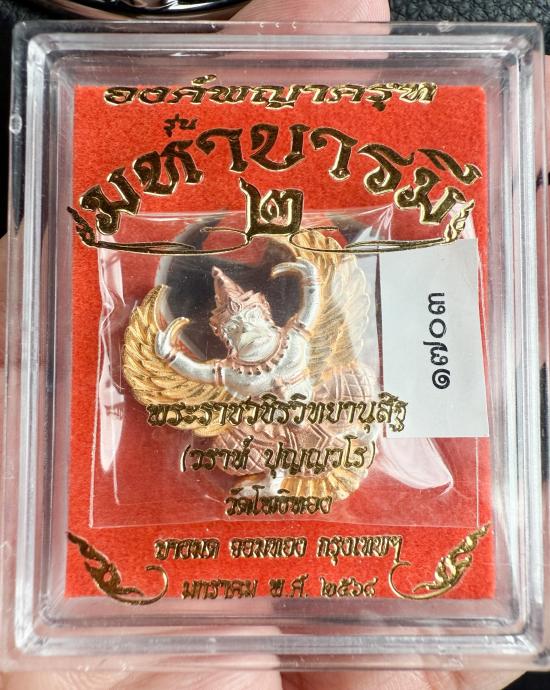 องค์พญาครุฑ
รุ่น
มหาบารมี
๒
๑๗๐๓
พระราชวชิรวิทยานุสิฐ
(วราห์ ปุญญวโร)
วัดโพธิทอง
บางมด จอมทอง กรุงเทพฯ
มกราคม พ.ศ. ๒๕๖๘